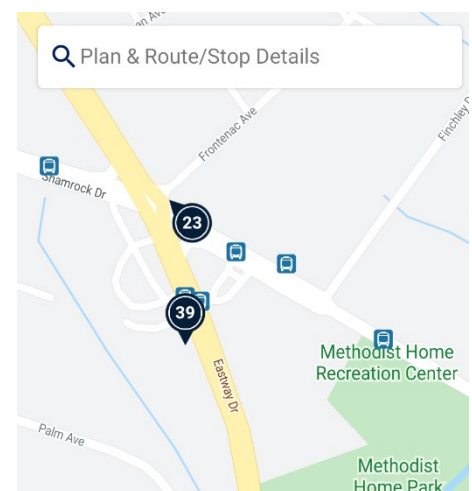 Plan & Route/Stop Details
Frontenac Ave
Finchley D
Shamrock Dr
23
39
Methodist Home
Recreation Center
Eastway Dr
Palm Ave
Methodist
Home Park